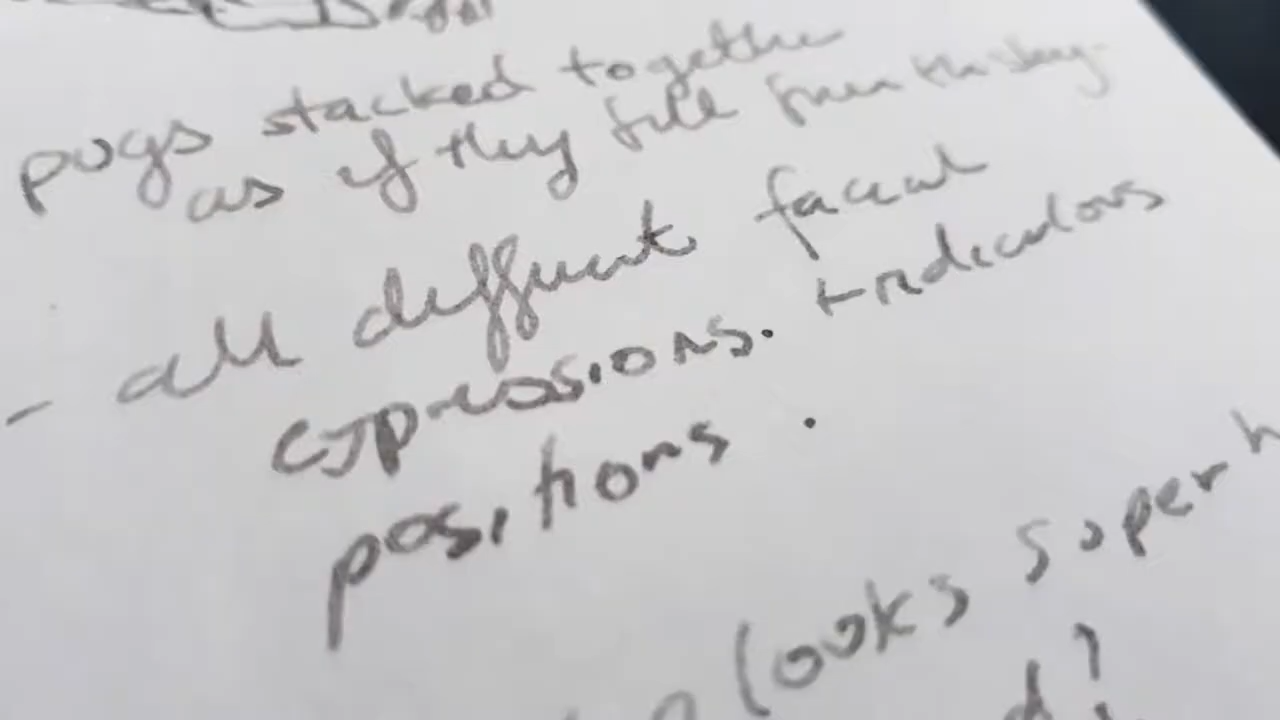 pugs stacked together
as if they fell from the sky.
- all different facial
expressions. + ridiculous
positions.
looks super